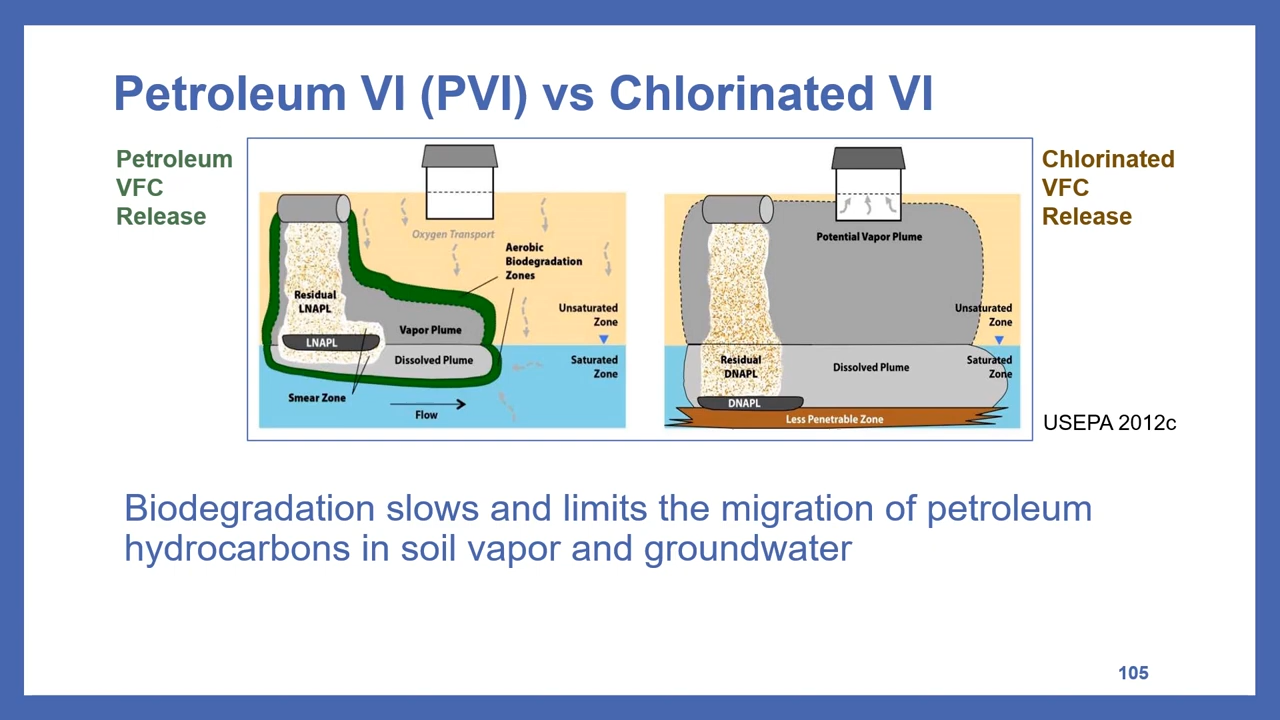 Petroleum VI (PVI) vs Chlorinated VI
Petroleum
VFC
Release
Oxygen Transport
Aerobic
Biodegradation
Zones
Residual
LNAPL
Unsaturated
Zone
Vapor Plume
LNAPL
Dissolved Plume
Saturated
Zone
Smear Zone
Flow
Potential Vapor Plume
Unsaturated
Zone
Residual
DNAPL
Dissolved Plume
Saturated
Zone
DNAPL
Less Penetrable Zone
Chlorinated
VFC
Release
USEPA 2012c
Biodegradation slows and limits the migration of petroleum
hydrocarbons in soil vapor and groundwater
105